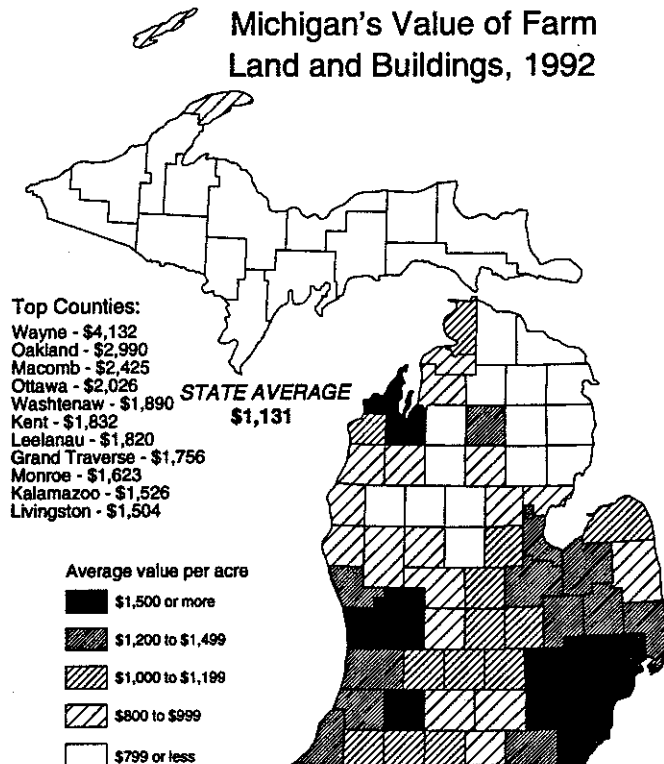 Michigan's Value of Farm
Land and Buildings, 1992
Top Counties:
Wayne - $4,132
Oakland - $2,990
Macomb - $2,425
Ottawa - $2,026
Washtenaw - $1,890
Kent - $1,832
Leelanau - $1,820
Grand Traverse - $1,756
Monroe - $1,623
Kalamazoo - $1,526
Livingston - $1,504
STATE AVERAGE
$1,131
Average value per acre
$1,500 or more
$1,200 to $1,499
$1,000 to $1,199
$800 to $999
$799 or less